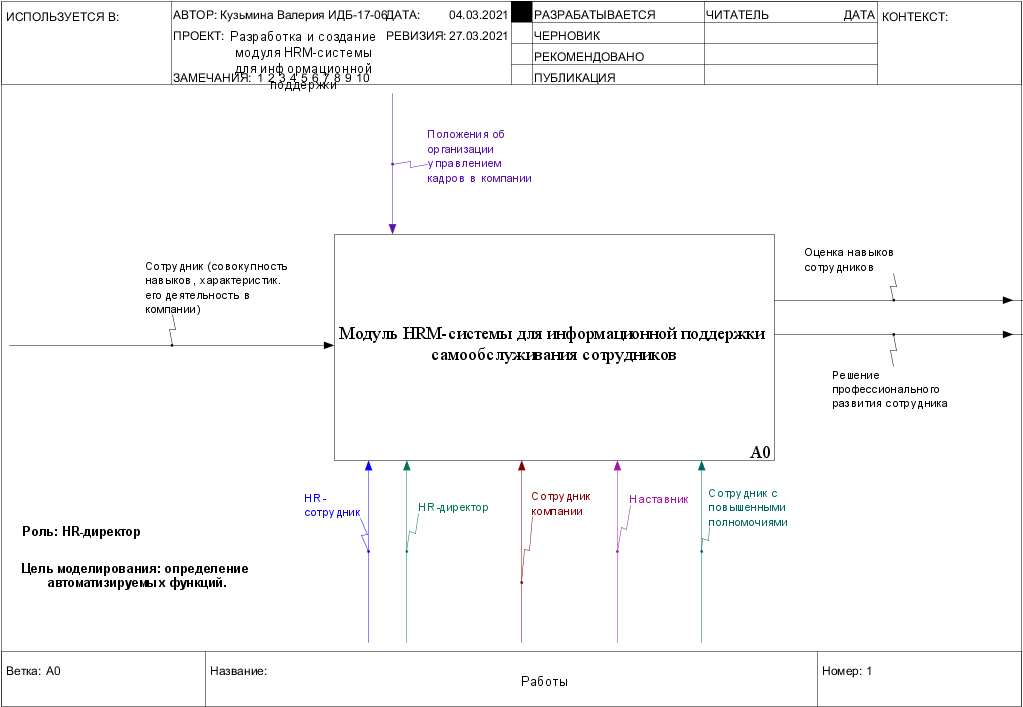 ИСПОЛЬЗУЕТСЯ В:
АВТОР: Кузьмина Валерия ИДБ-17-06
ДАТА: 04.03.2021
ПРОЕКТ: Разработка и создание
модуля HRM-системы
для информационной
поддержки
РЕВИЗИЯ: 27.03.2021
ЗАМЕЧАНИЯ: 1 2 3 4 5 6 7 8 9 10
РАЗРАБАТЫВАЕТСЯ
ЧЕРНОВИК
РЕКОМЕНДОВАНО
ПУБЛИКАЦИЯ
ЧИТАТЕЛЬ
ДАТА
КОНТЕКСТ:
Положения об
организации
управлением
кадров в компании
Сотрудник (совокупность
навыков, характеристик.
его деятельность в
компании)
Оценка навыков
сотрудников
Модуль HRM-системы для информационной поддержки
самообслуживания сотрудников
A0
Решение
профессионального
развития сотрудника
HR-
сотрудник
HR-директор
Сотрудник
компании
Наставник
Сотрудник с
повышенными
полномочиями
Роль: HR-директор
Цель моделирования: определение
автоматизируемых функций.
Ветка: A0
Название:
Работы
Номер: 1